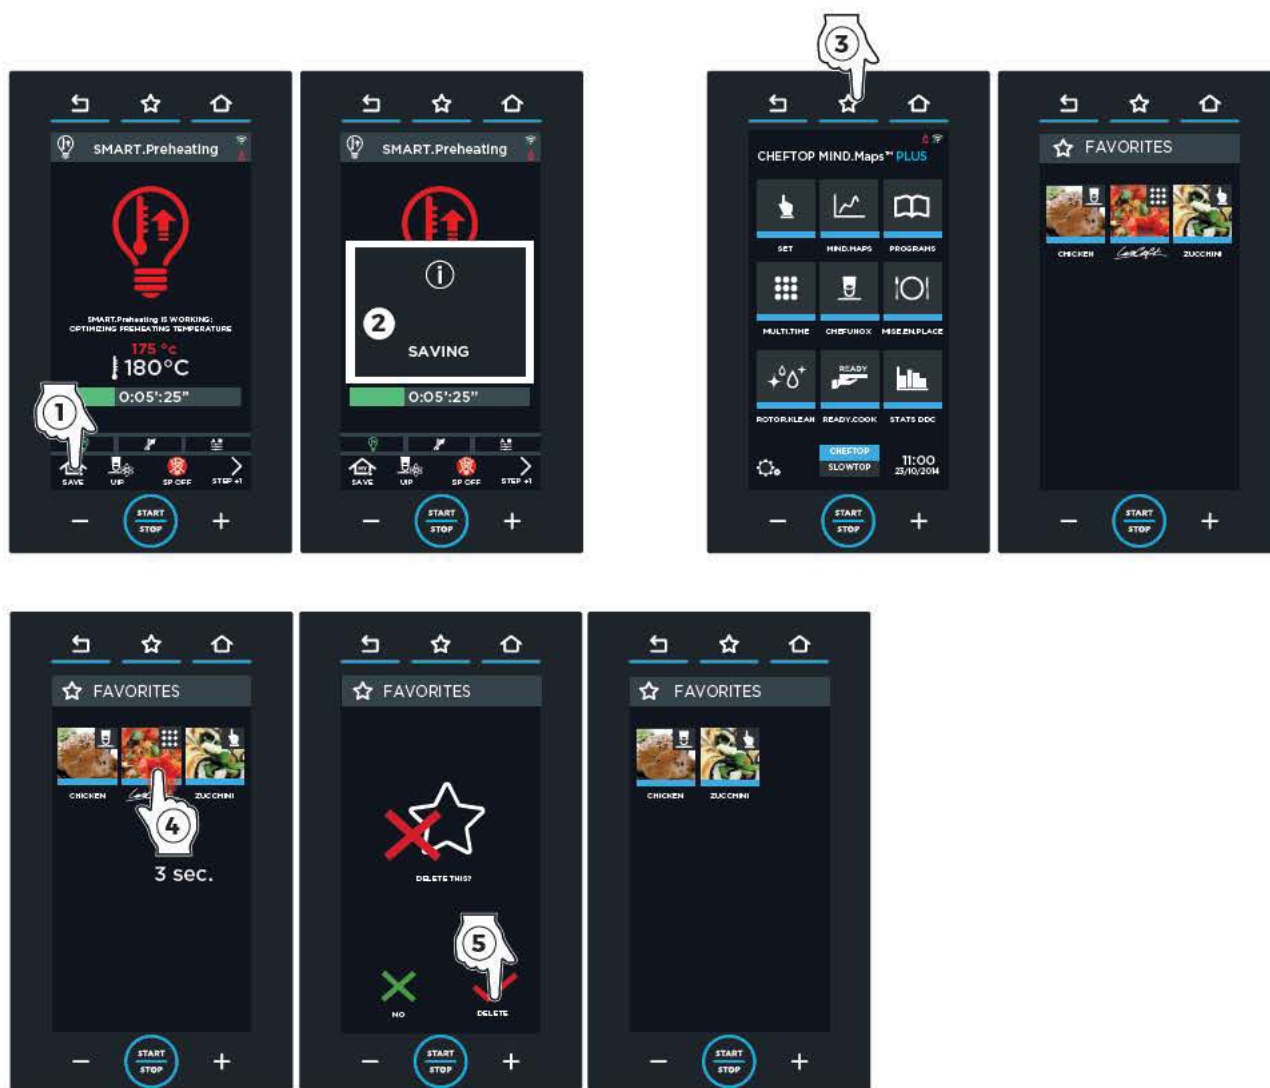 SMART.Preheating
SMART.Preheating IS WORKING:
OPTIMIZING PREHEATING TEMPERATURE
175 °c
180°C
0:05':25"
1
SAVE
UIP
SP OFF
STEP +1
START
STOP
SMART.Preheating
2
SAVING
0:05':25"
MY
SAVE
UIP
SP OFF
STEP +1
START
STOP
3
CHEFTOP MIND.Maps™ PLUS
SET
MIND.MAPS
PROGRAMS
MULTI.TIME
CHEFUNOX
MISE.EN.PLACE
READY
ROTOR.KLEAN
READY.COOK
STATS DDC
CHEFTOP
SLOWTOP
11:00
23/10/2014
START
STOP
FAVORITES
CHICKEN
ZUCCHINI
START
STOP
FAVORITES
CHICKEN
ZUCCHINI
4
3 sec.
START
STOP
FAVORITES
DELETE THIS?
5
NO
DELETE
START
STOP
FAVORITES
CHICKEN
ZUCCHINI
START
STOP